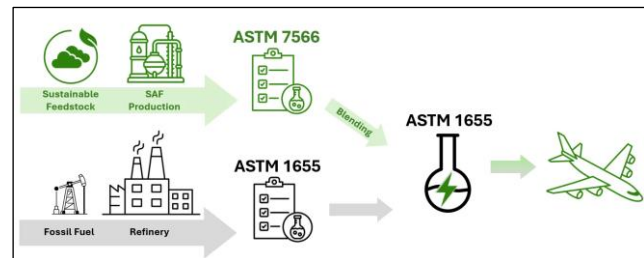 ASTM 7566
Sustainable
Feedstock
SAF
Production
Blending
ASTM 1655
ASTM 1655
Fossil Fuel
Refinery